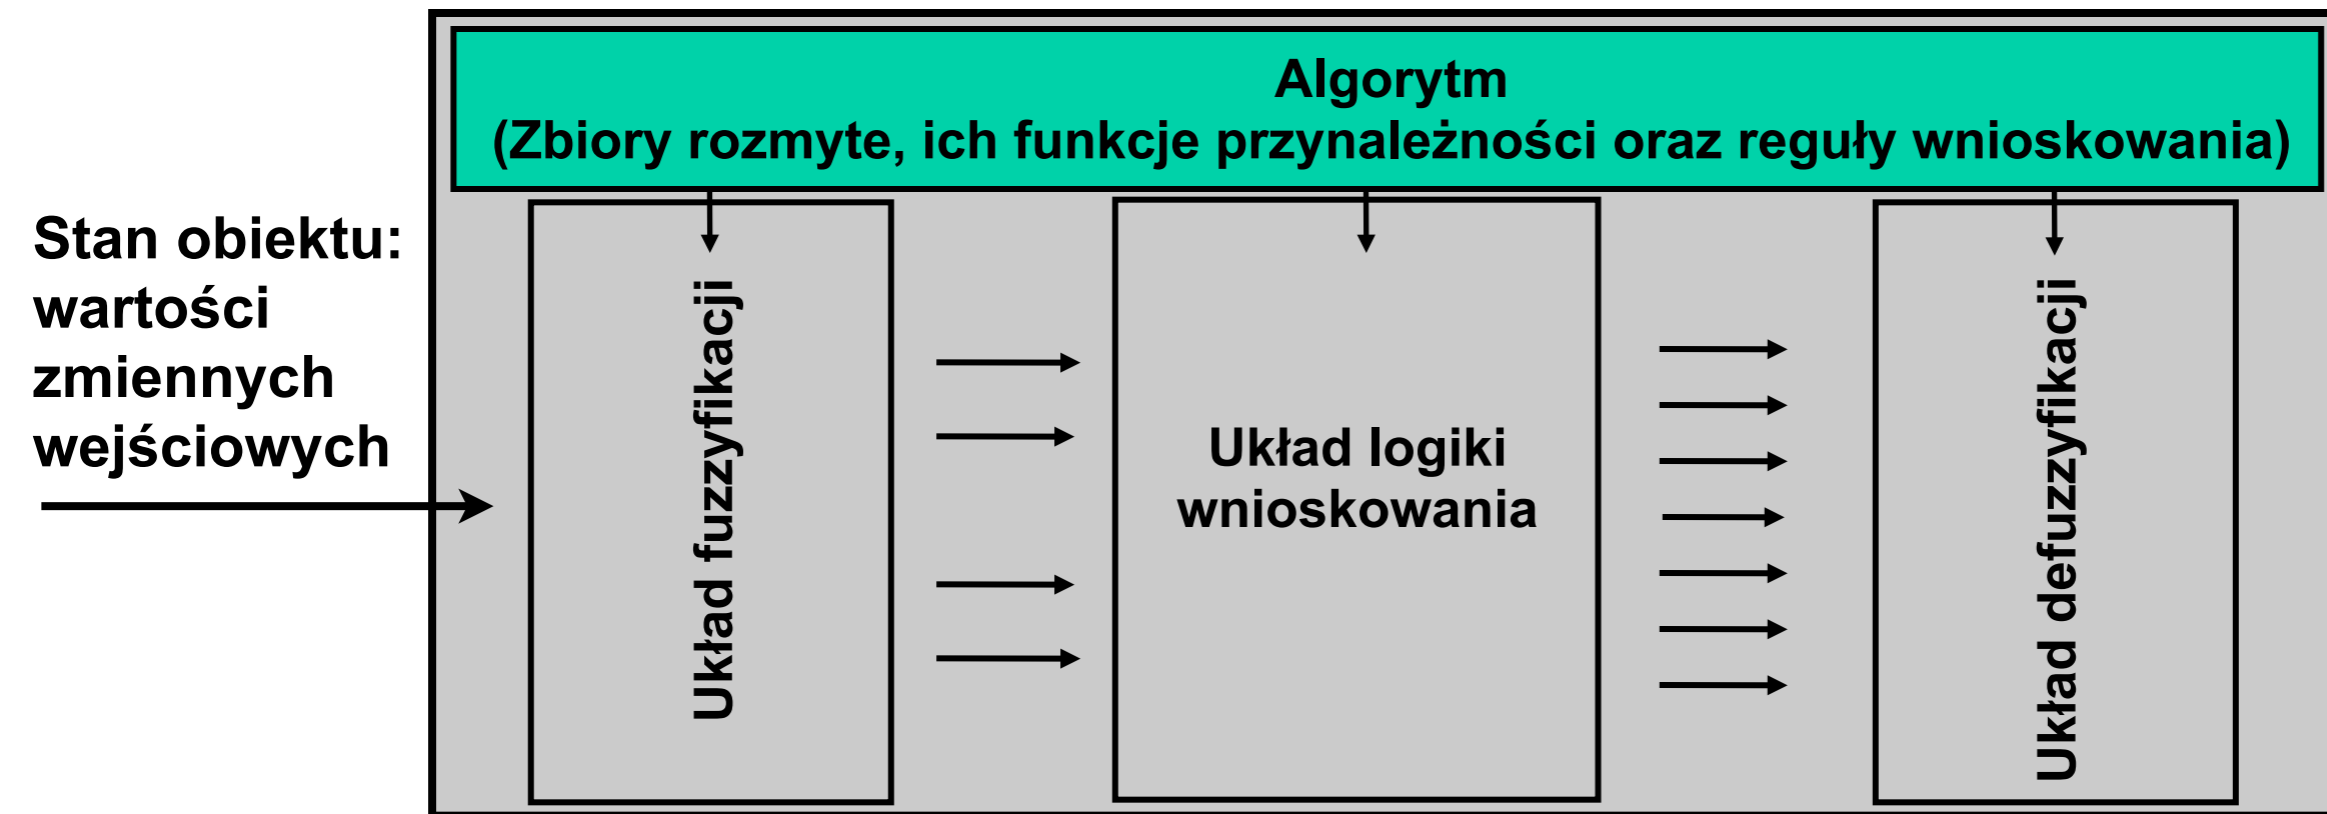 Algorytm
(Zbiory rozmyte, ich funkcje przynależności oraz reguły wnioskowania)
Stan obiektu:
wartości
zmiennych
wejściowych
Układ fuzzyfikacji
Układ logiki
wnioskowania
Układ defuzzyfikacji